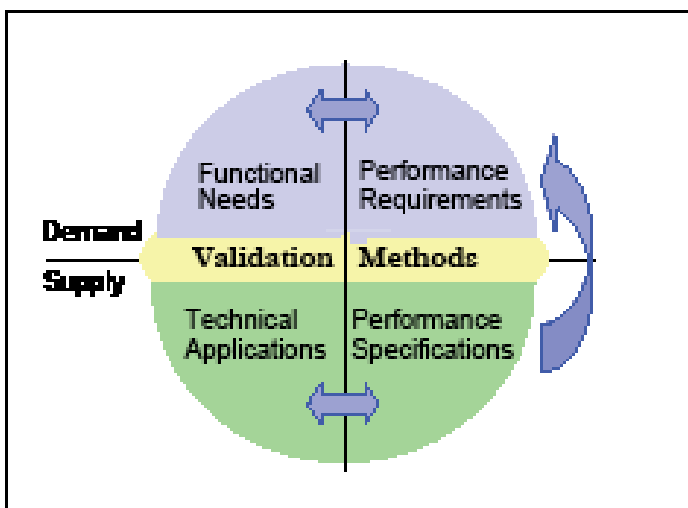 Functional
Needs
Performance
Requirements
Demand
Validation Methods
Supply
Technical
Applications
Performance
Specifications